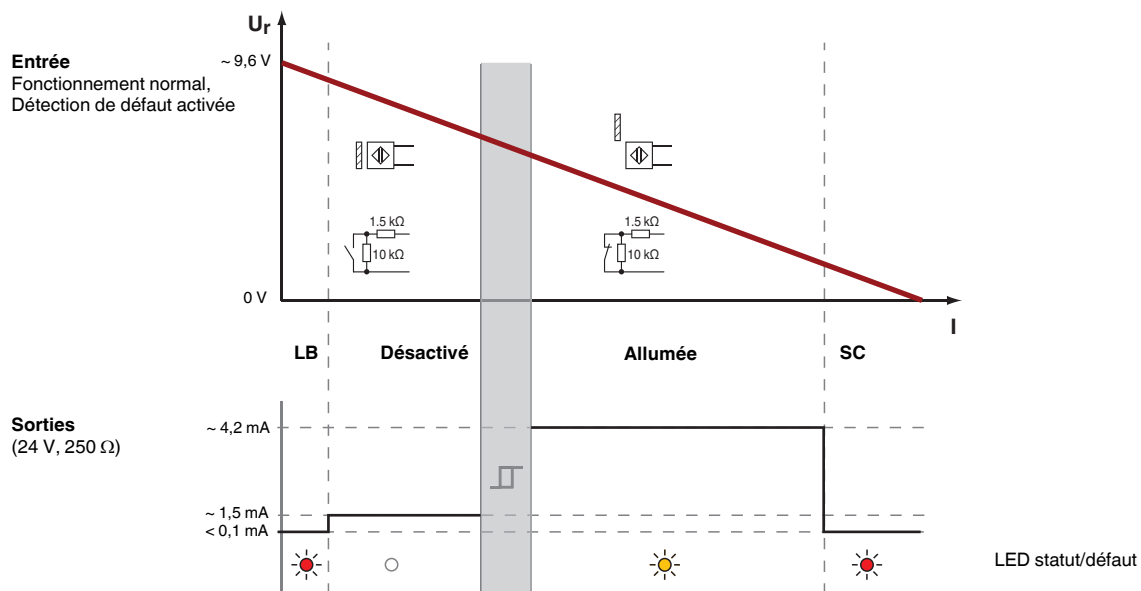 Ur
Entrée
Fonctionnement normal,
Détection de défaut activée
~ 9,6 V
1.5 kΩ
10 kΩ
1.5 kΩ
10 kΩ
0 V
I
LB
Désactivé
Allumée
SC
Sorties
(24 V, 250 Ω)
~ 4,2 mA
~ 1,5 mA
< 0,1 mA
LED statut/défaut